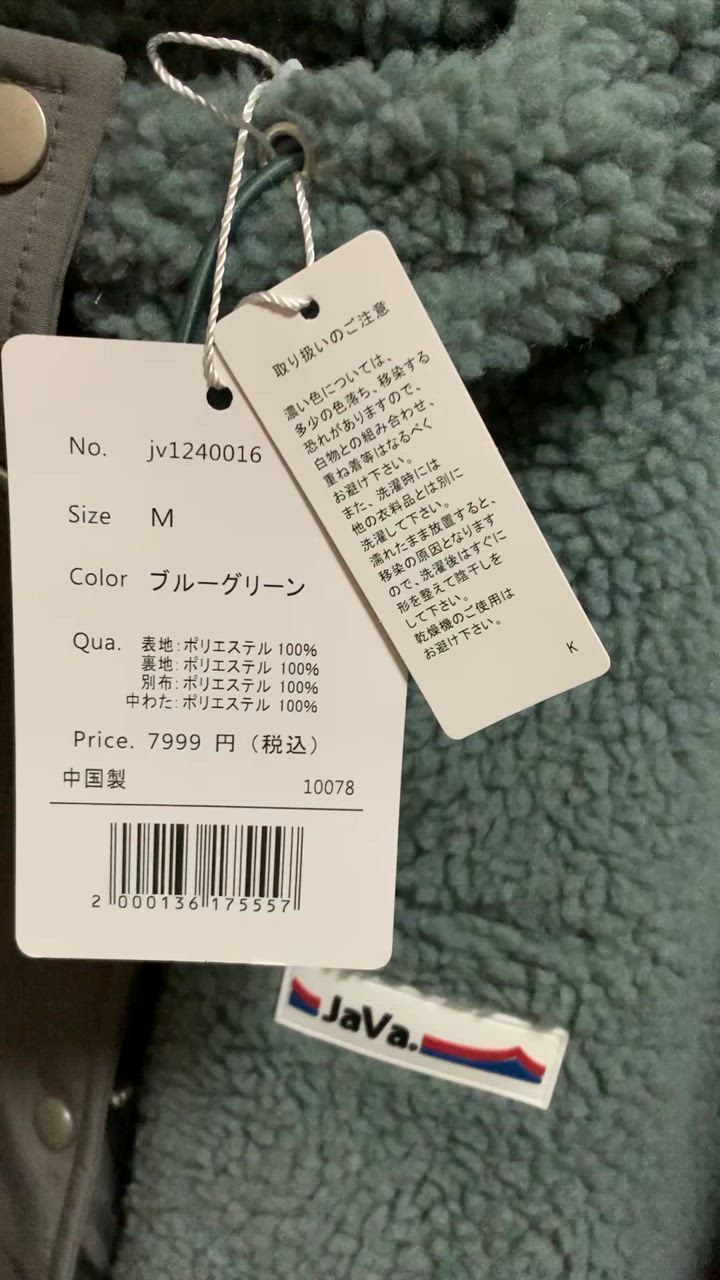 No. jv1240016
Size M
Color ブルーグリーン
Qua. 表地:ポリエステル 100%
裏地:ポリエステル 100%
別布:ポリエステル 100%
中わた:ポリエステル 100%
Price. 7999 円 (税込)
中国製 10078
2 000136 175557
取り扱いのご注意
濃い色については、
多少の色落ち、移染する
恐れがありますので、
白物との組み合わせ、
重ね着等はなるべく
お避け下さい。
また、洗濯時には
他の衣料品とは別に
洗濯して下さい。
濡れたまま放置すると、
移染の原因となります
ので、洗濯後はすぐに
形を整えて陰干しを
して下さい。
乾燥機のご使用は
お避け下さい。
K
JaVa.